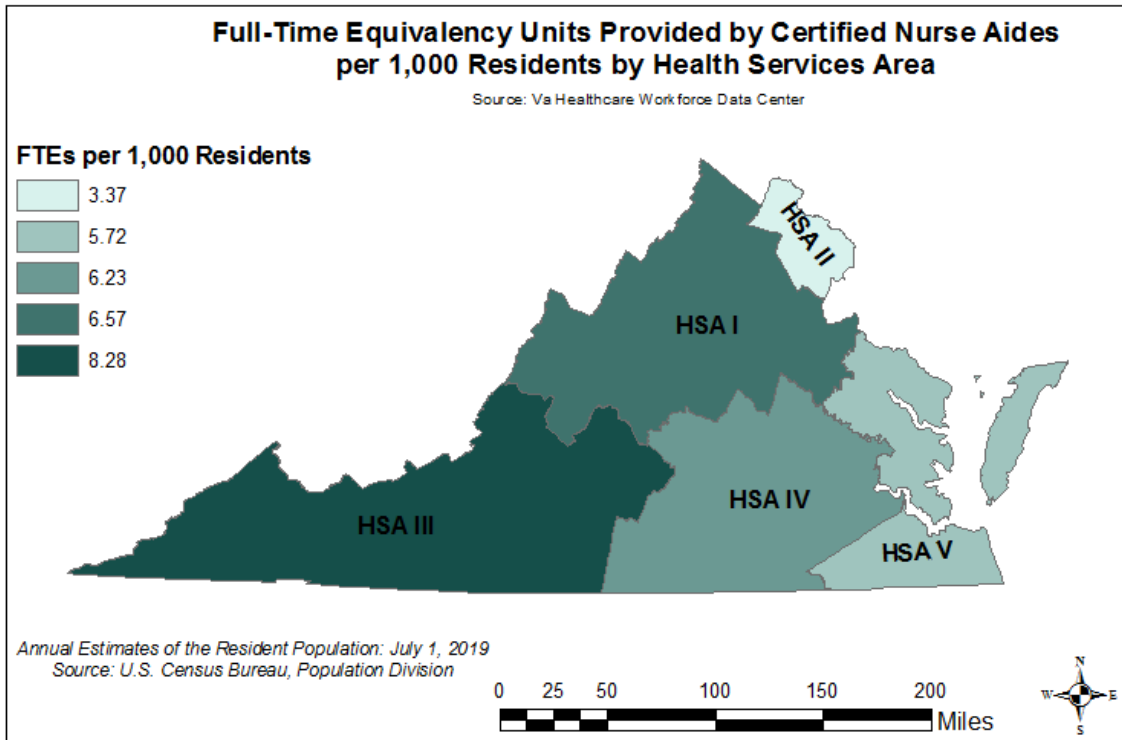 Full-Time Equivalency Units Provided by Certified Nurse Aides
per 1,000 Residents by Health Services Area
Source: Va Healthcare Workforce Data Center
FTEs per 1,000 Residents
3.37
5.72
6.23
6.57
8.28
HSA II
HSA I
HSA IV
HSA III
HSA V
Annual Estimates of the Resident Population: July 1, 2019
Source: U.S. Census Bureau, Population Division
0 25 50 100 150 200
Miles
N
W E
S